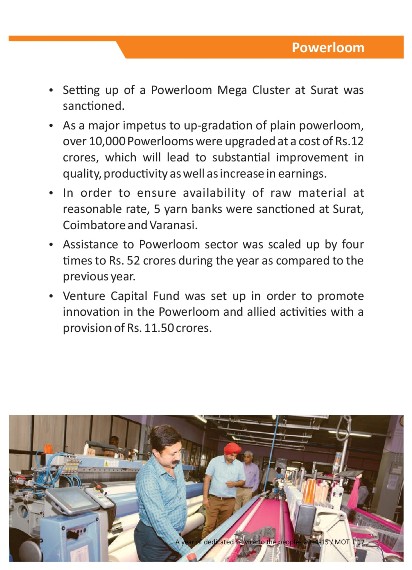 Powerloom
• Setting up of a Powerloom Mega Cluster at Surat was
sanctioned.
• As a major impetus to up-gradation of plain powerloom,
over 10,000 Powerlooms were upgraded at a cost of Rs.12
crores, which will lead to substantial improvement in
quality, productivity as well as increase in earnings.
• In order to ensure availability of raw material at
reasonable rate, 5 yarn banks were sanctioned at Surat,
Coimbatore and Varanasi.
• Assistance to Powerloom sector was scaled up by four
times to Rs. 52 crores during the year as compared to the
previous year.
• Venture Capital Fund was set up in order to promote
innovation in the Powerloom and allied activities with a
provision of Rs. 11.50 crores.
dedicated
to the people
MOT